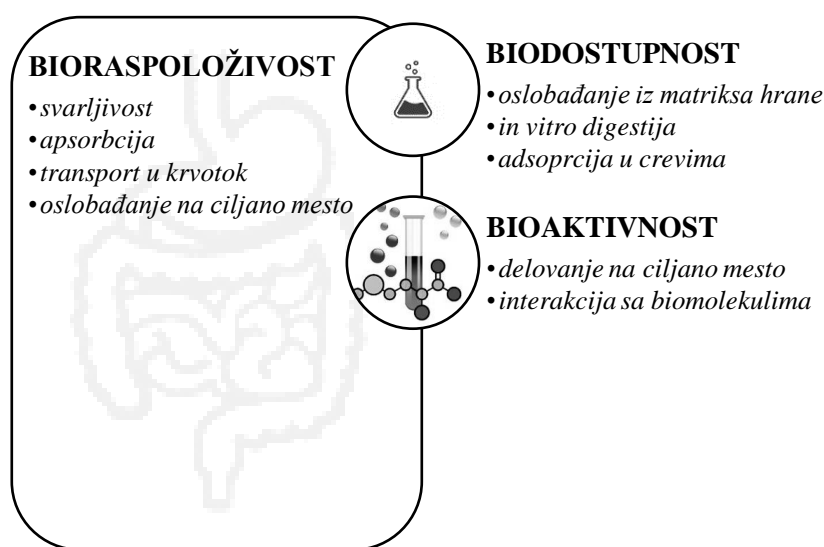 BIORASPOLOŽIVOST
•svarljivost
•apsorbcija
•transport u krvotok
•oslobađanje na ciljano mesto
BIODOSTUPNOST
•oslobađanje iz matriksa hrane
•in vitro digestija
•adsoprcija u crevima
BIOAKTIVNOST
•delovanje na ciljano mesto
•interakcija sa biomolekulima